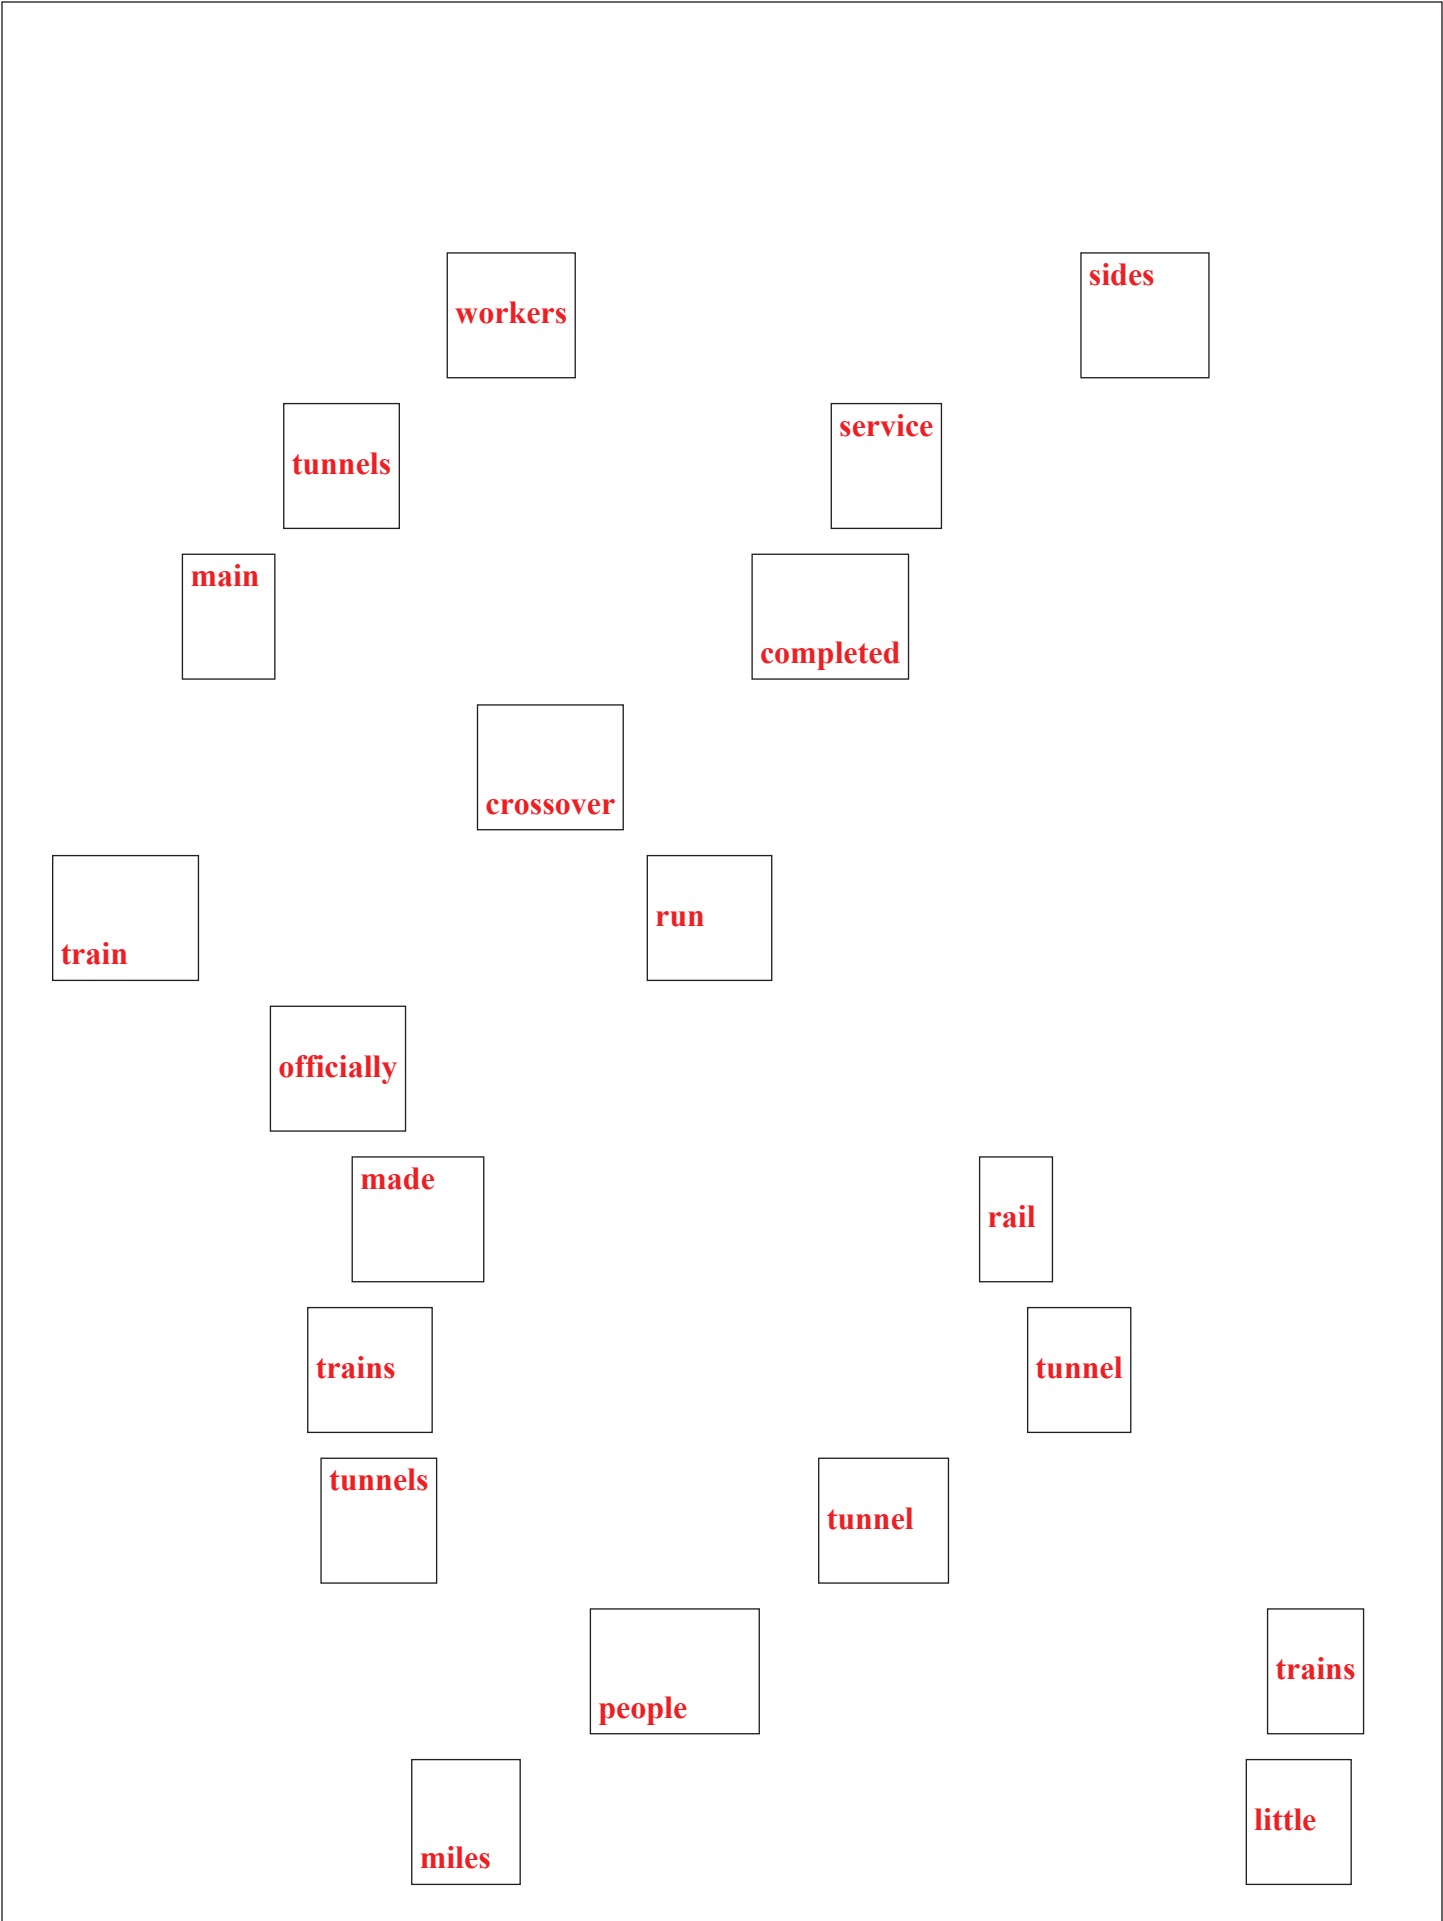 workers sides
tunnels service
main completed
crossover
train run
officially
made rail
trains tunnel
tunnels tunnel
people trains
miles little